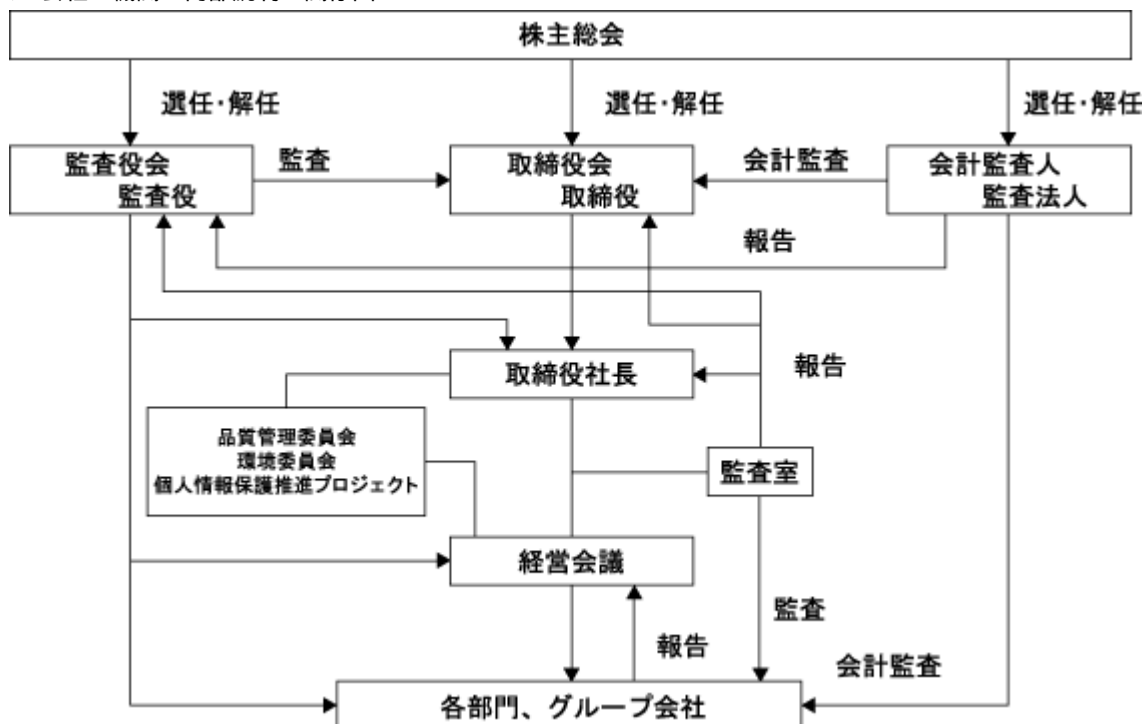 株主総会
選任・解任
選任・解任
選任・解任
監査役会
監査役
監査
取締役会
取締役
会計監査
会計監査人
監査法人
報告
取締役社長
報告
品質管理委員会
環境委員会
個人情報保護推進プロジェクト
監査室
経営会議
監査
報告
会計監査
各部門、グループ会社